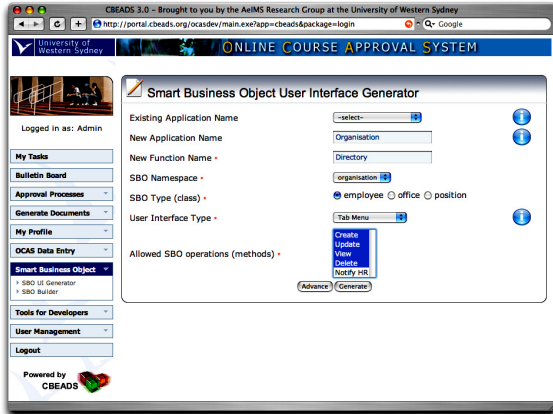 CBEADS 3.0 - Brought to you by the AeIMS Research Group at the University of Western Sydney
http://portal.cbeads.org/ocasdev/main.exe?app=cbeads&package=login
Google
University of
Western Sydney
ONLINE COURSE APPROVAL SYSTEM
Logged in as: Admin
My Tasks
Bulletin Board
Approval Processes
Generate Documents
My Profile
OCAS Data Entry
Smart Business Object
SBO UI Generator
SBO Builder
Tools for Developers
User Management
Logout
Powered by
CBEADS
Smart Business Object User Interface Generator
Existing Application Name -select-
New Application Name Organisation
New Function Name • Directory
SBO Namespace • organisation
SBO Type (class) • employee office position
User Interface Type • Tab Menu
Allowed SBO operations (methods) •
Create
Update
View
Delete
Notify HR
Advance Generate